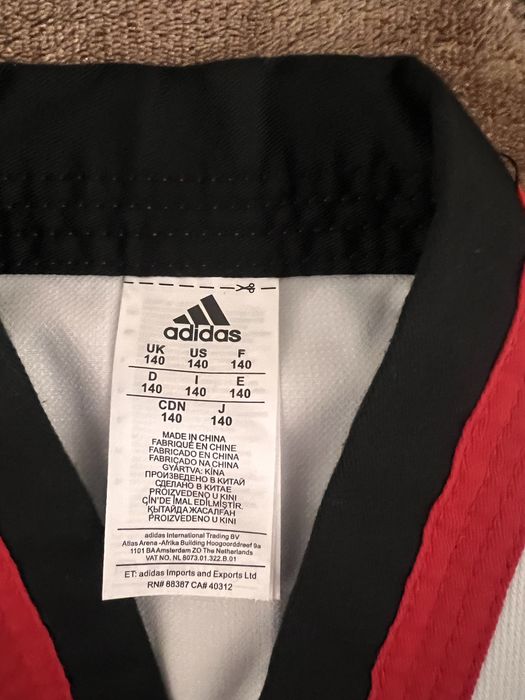 adidas
UK US F
140 140 140
D I E
140 140 140
CDN J
140 140
MADE IN CHINA
FABRIQUÉ EN CHINE
FABRICADO EN CHINA
FABRICADO NA CHINA
GYÁRTVA: KÍNA
ПРОИЗВЕДЕНО В КИТАЙ
СДЕЛАНО В КИТАЕ
PROIZVEDENO U KINI
ÇİN'DE İMAL EDİLMİŞTİR.
ҚЫТАЙДА ЖАСАЛҒАН
PROIZVEDENO U KINI
adidas International Trading BV
Atlas Arena -Afrika Building Hoogoorddreef 9a
1101 BAAmsterdam ZO The Netherlands
VAT NO. NL 8073.01.322.B.01
ET: adidas Imports and Exports Ltd
RN# 88387 CA# 40312